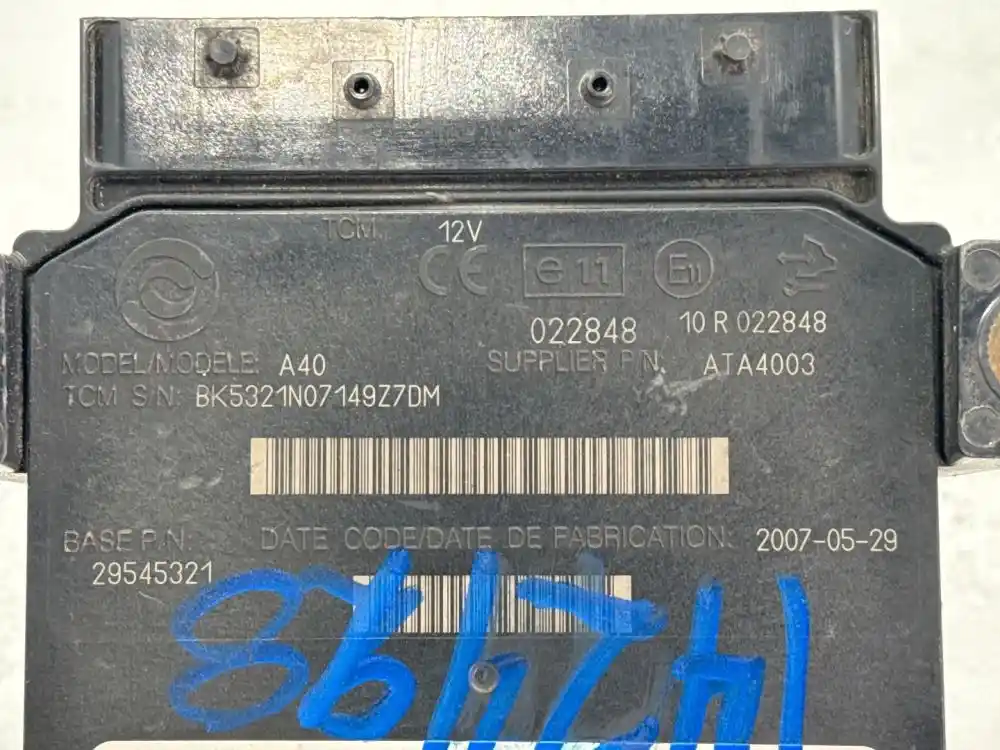 TCM 12V
CE e 11 E11
022848 10 R 022848
MODEL/MODELE: A40 SUPPLIER P.N. ATA4003
TCM S/N: BK5321N07149Z7DM
BASE P/N: DATE CODE/DATE DE FABRICATION: 2007-05-29
29545321